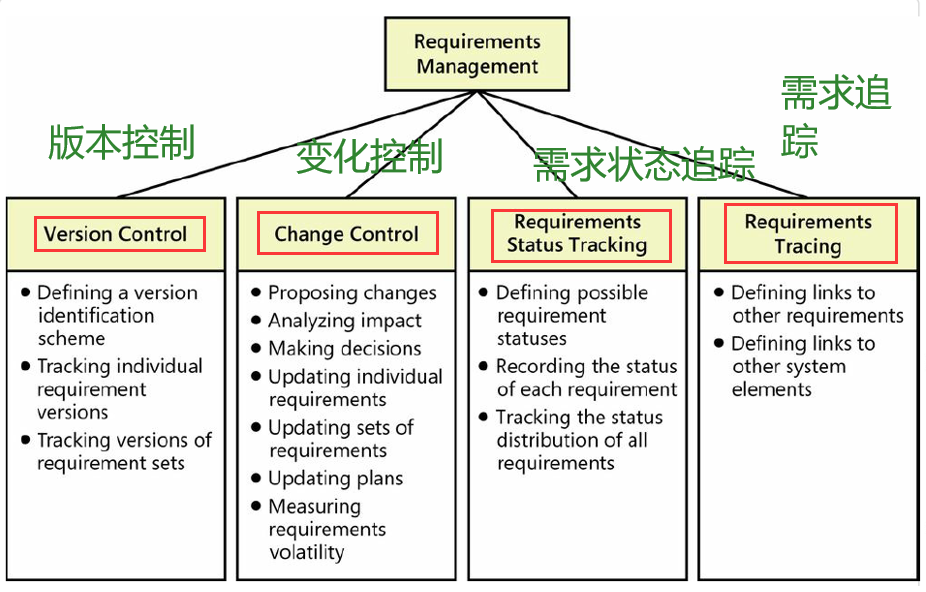 Requirements
Management
版本控制
变化控制
需求状态追踪
需求追
踪
Version Control
• Defining a version
identification
scheme
• Tracking individual
requirement
versions
• Tracking versions of
requirement sets
Change Control
• Proposing changes
• Analyzing impact
• Making decisions
• Updating individual
requirements
• Updating sets of
requirements
• Updating plans
• Measuring
requirements
volatility
Requirements
Status Tracking
• Defining possible
requirement
statuses
• Recording the status
of each requirement
• Tracking the status
distribution of all
requirements
Requirements
Tracing
• Defining links to
other requirements
• Defining links to
other system
elements